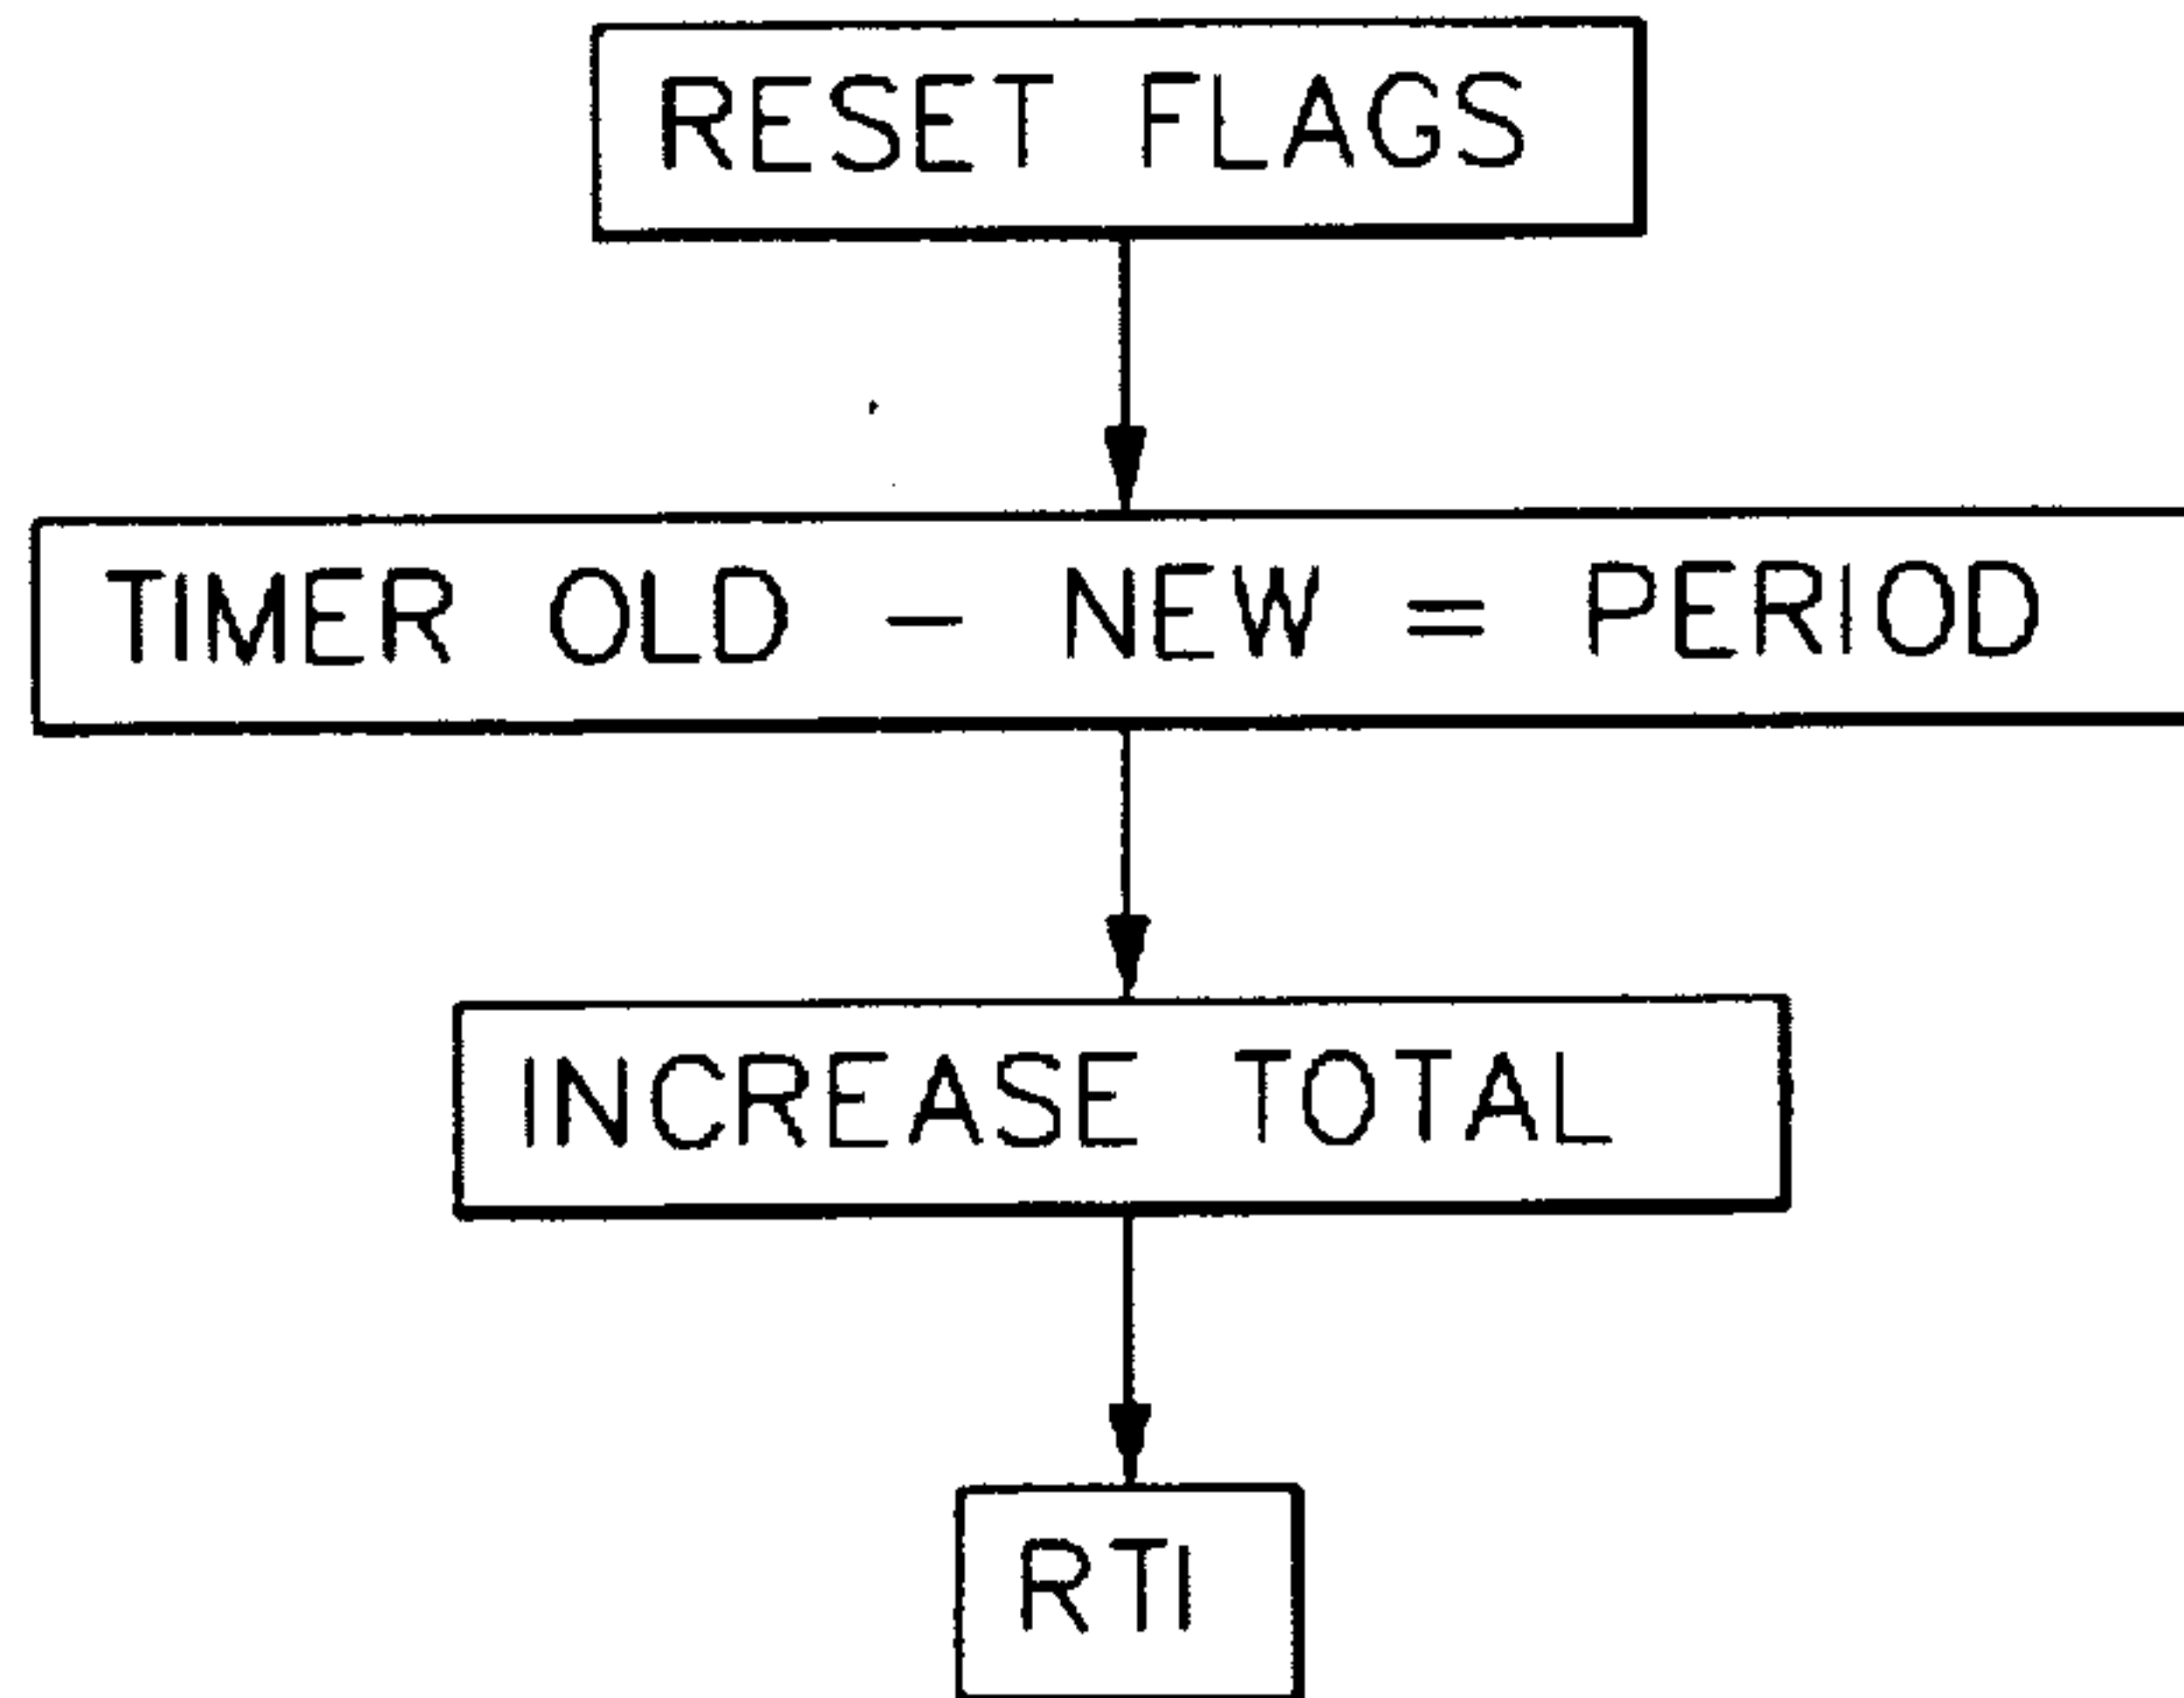 RESET FLAGS
TIMER OLD - NEW = PERIOD
INCREASE TOTAL
RTI